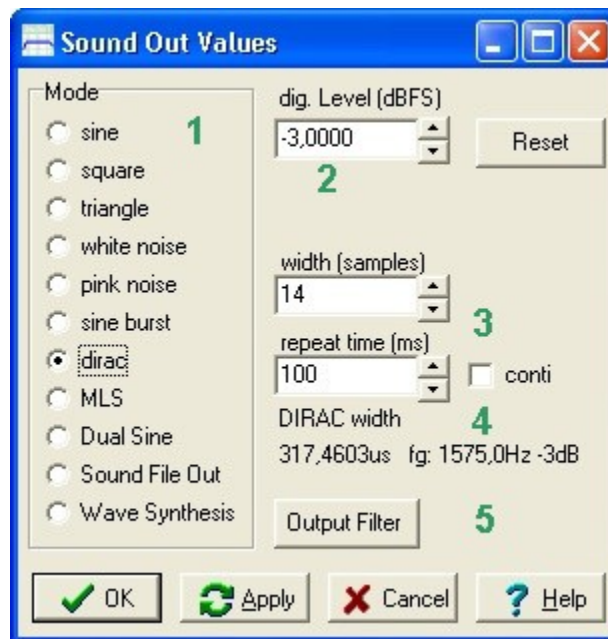 Sound Out Values
Mode
1
sine
square
triangle
white noise
pink noise
sine burst
dirac
MLS
Dual Sine
Sound File Out
Wave Synthesis
dig. Level (dBFS)
-3,0000
Reset
2
width (samples)
14
3
repeat time (ms)
100
conti
DIRAC width
4
317,4603us fg: 1575,0Hz -3dB
Output Filter
5
OK
Apply
Cancel
? Help